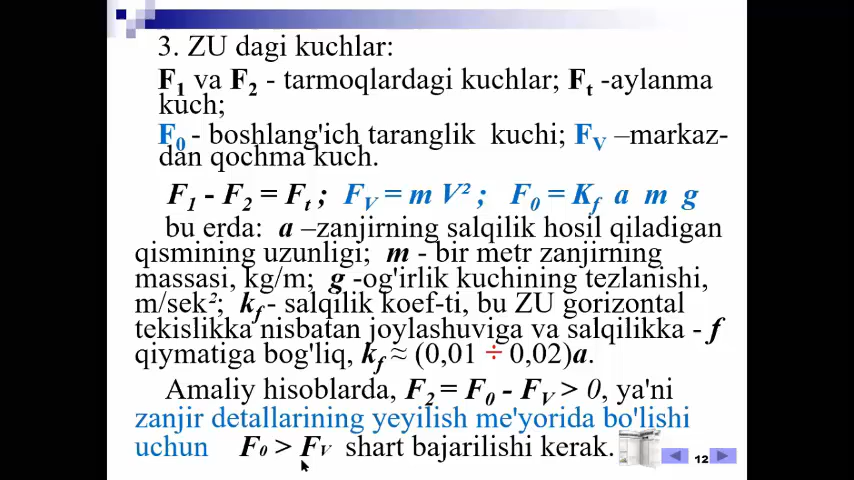 3. ZU dagi kuchlar:
F₁ va F₂ - tarmoqlardagi kuchlar; Fₜ -aylanma
kuch;
F₀ - boshlang'ich taranglik kuchi; Fᵥ –markaz-
dan qochma kuch.
F₁ - F₂ = Fₜ ; Fᵥ = m V² ; F₀ = K_f a m g
bu erda: a –zanjirning salqilik hosil qiladigan
qismining uzunligi; m - bir metr zanjirning
massasi, kg/m; g -og'irlik kuchining tezlanishi,
m/sek²; k_f - salqilik koef-ti, bu ZU gorizontal
tekislikka nisbatan joylashuviga va salqilikka - f
qiymatiga bog'liq, k_f ≈ (0,01 ÷ 0,02)a.
Amaliy hisoblarda, F₂ = F₀ - Fᵥ > 0, ya'ni
zanjir detallarining yeyilish me'yorida bo'lishi
uchun F₀ > Fᵥ shart bajarilishi kerak.
12